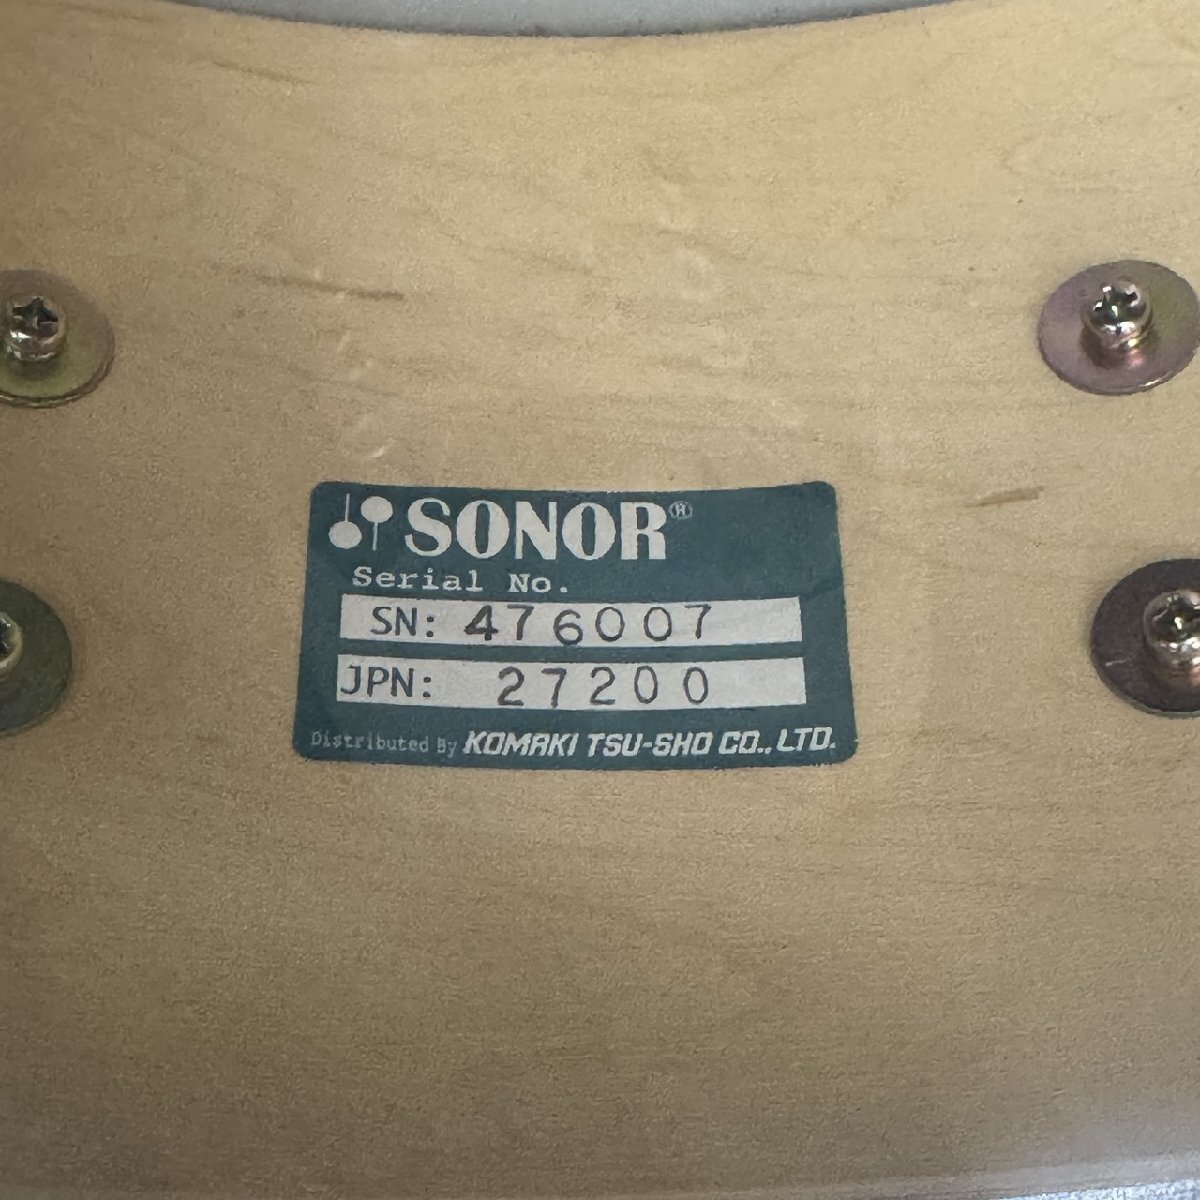 SONOR®
Serial No.
SN: 476007
JPN: 27200
Distributed By KOMAKI TSU-SHO CO., LTD.